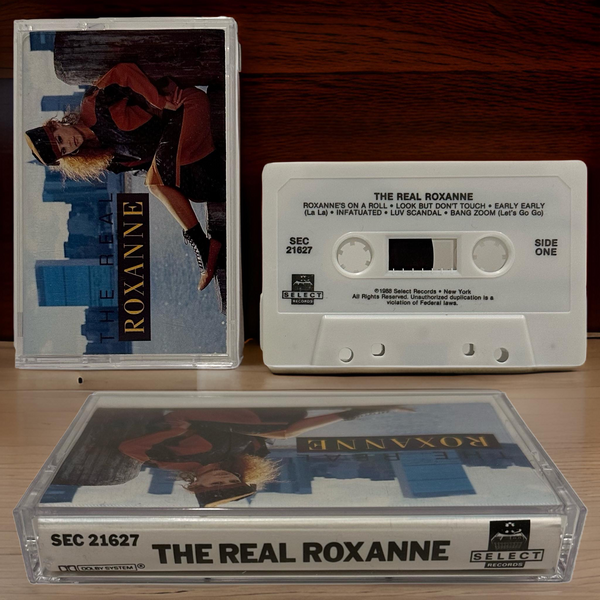 THE REAL
ROXANNE
THE REAL ROXANNE
ROXANNE'S ON A ROLL • LOOK BUT DON'T TOUCH • EARLY EARLY
(La La) • INFATUATED • LUV SCANDAL • BANG ZOOM (Let's Go Go)
SEC
21627
SIDE
ONE
SELECT
RECORDS
©1988 Select Records • New York
All Rights Reserved. Unauthorized duplication is a
violation of Federal laws.
THE REAL
ROXANNE
SEC 21627
DOLBY SYSTEM®
THE REAL ROXANNE
SELECT
RECORDS